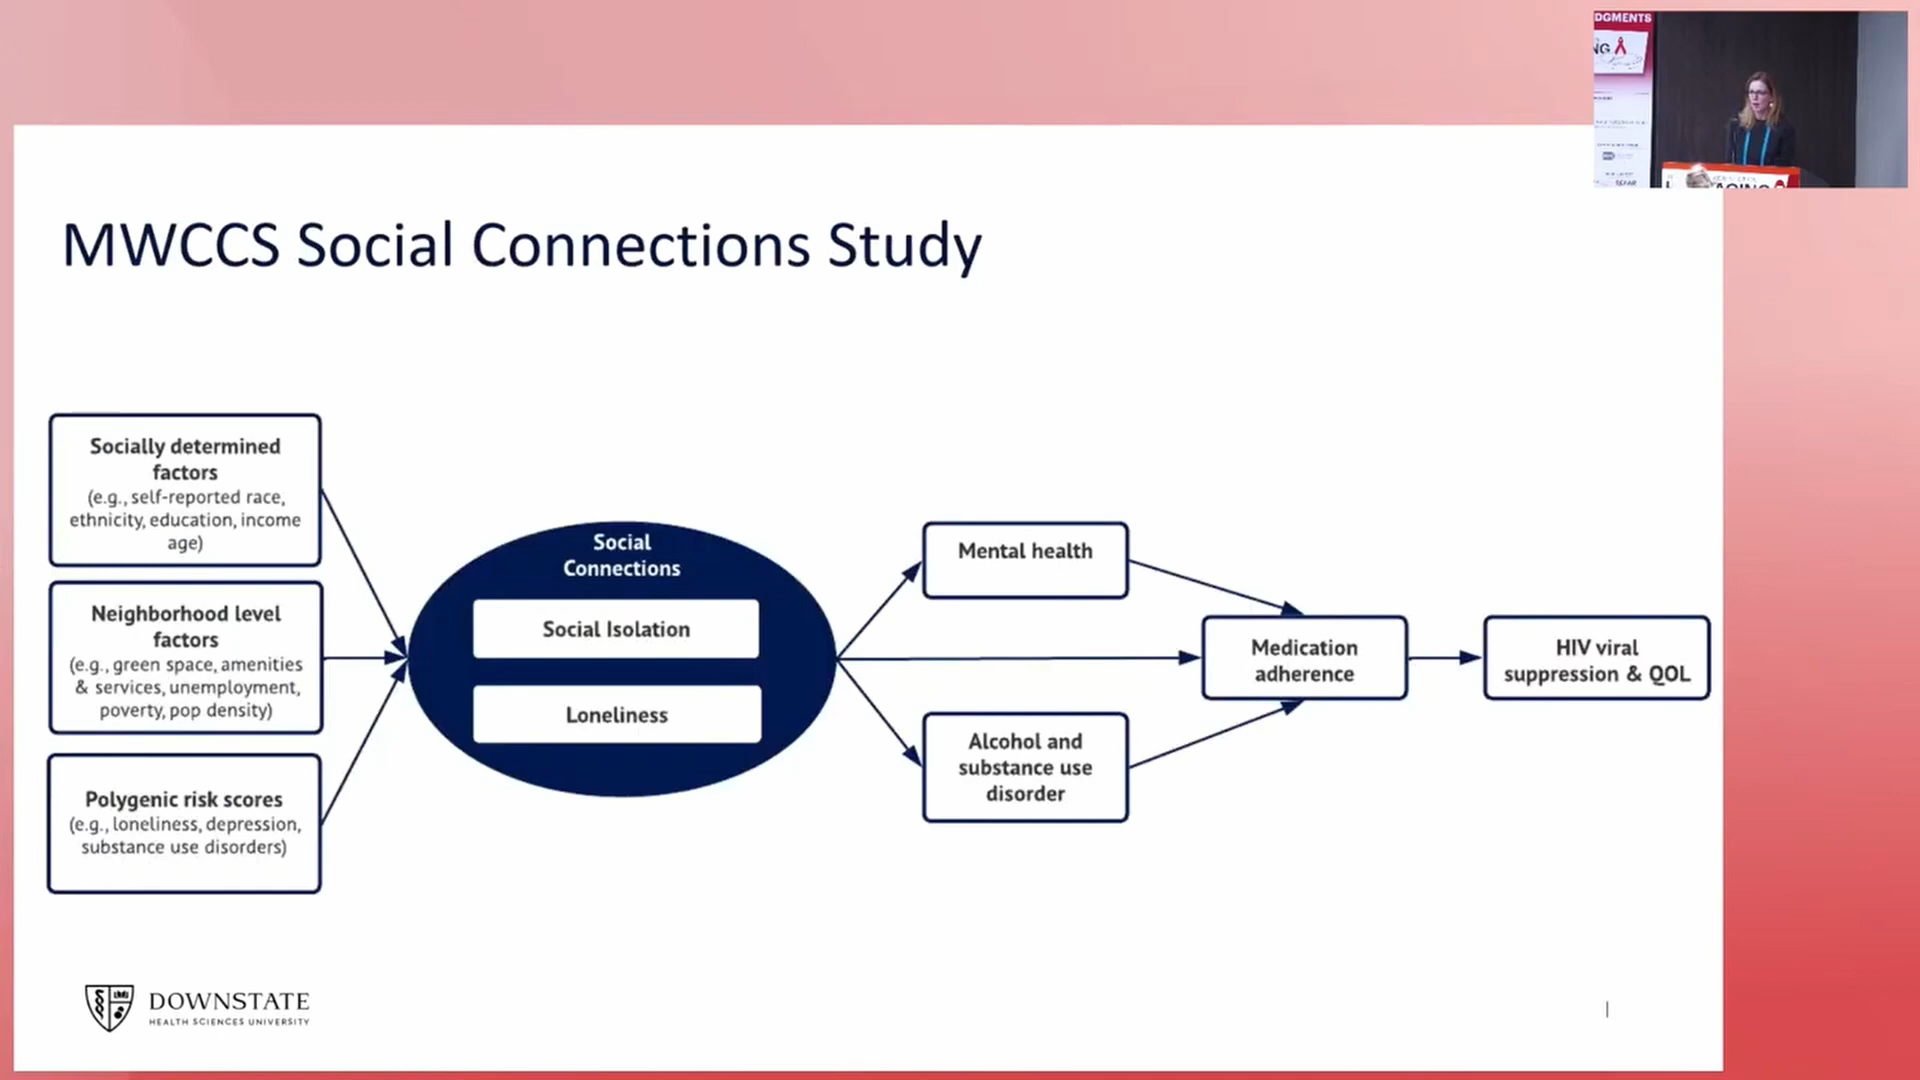 DGMENTS
NG
AGING
MWCCS Social Connections Study
Socially determined
factors
(e.g., self-reported race,
ethnicity, education, income
age)
Neighborhood level
factors
(e.g., green space, amenities
& services, unemployment,
poverty, pop density)
Polygenic risk scores
(e.g., loneliness, depression,
substance use disorders)
Social
Connections
Social Isolation
Loneliness
Mental health
Alcohol and
substance use
disorder
Medication
adherence
HIV viral
suppression & QOL
DOWNSTATE
HEALTH SCIENCES UNIVERSITY
|